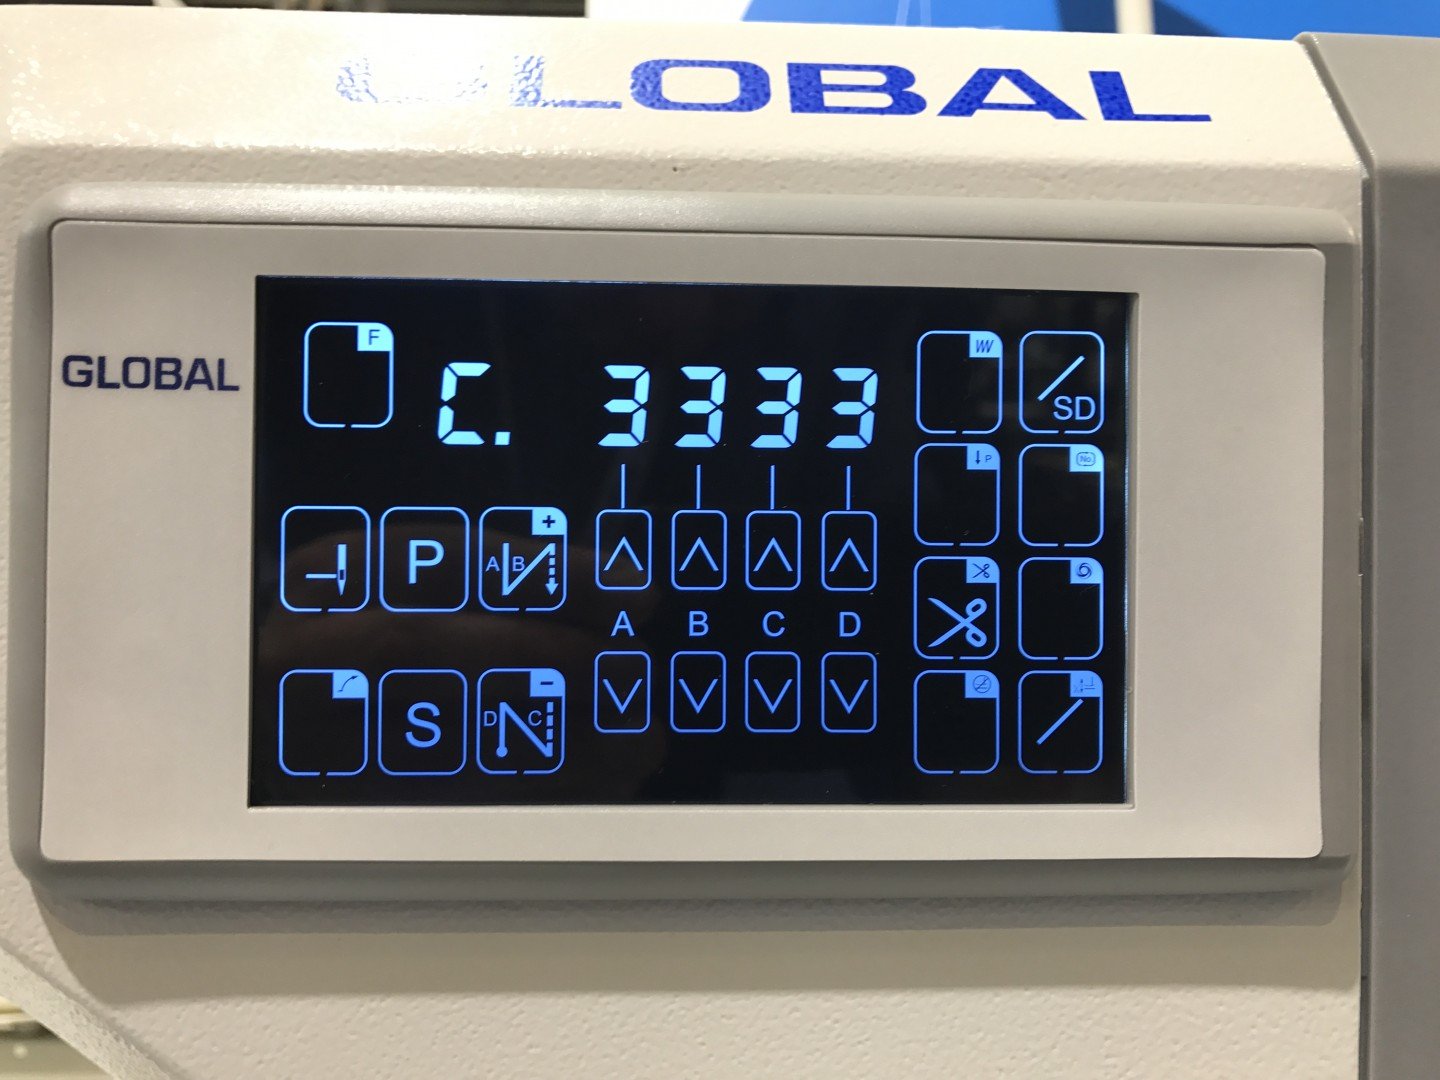 GLOBAL
GLOBAL
F
C. 3333
SD
P
No
+
P
A B
A B C D
-
S
D C